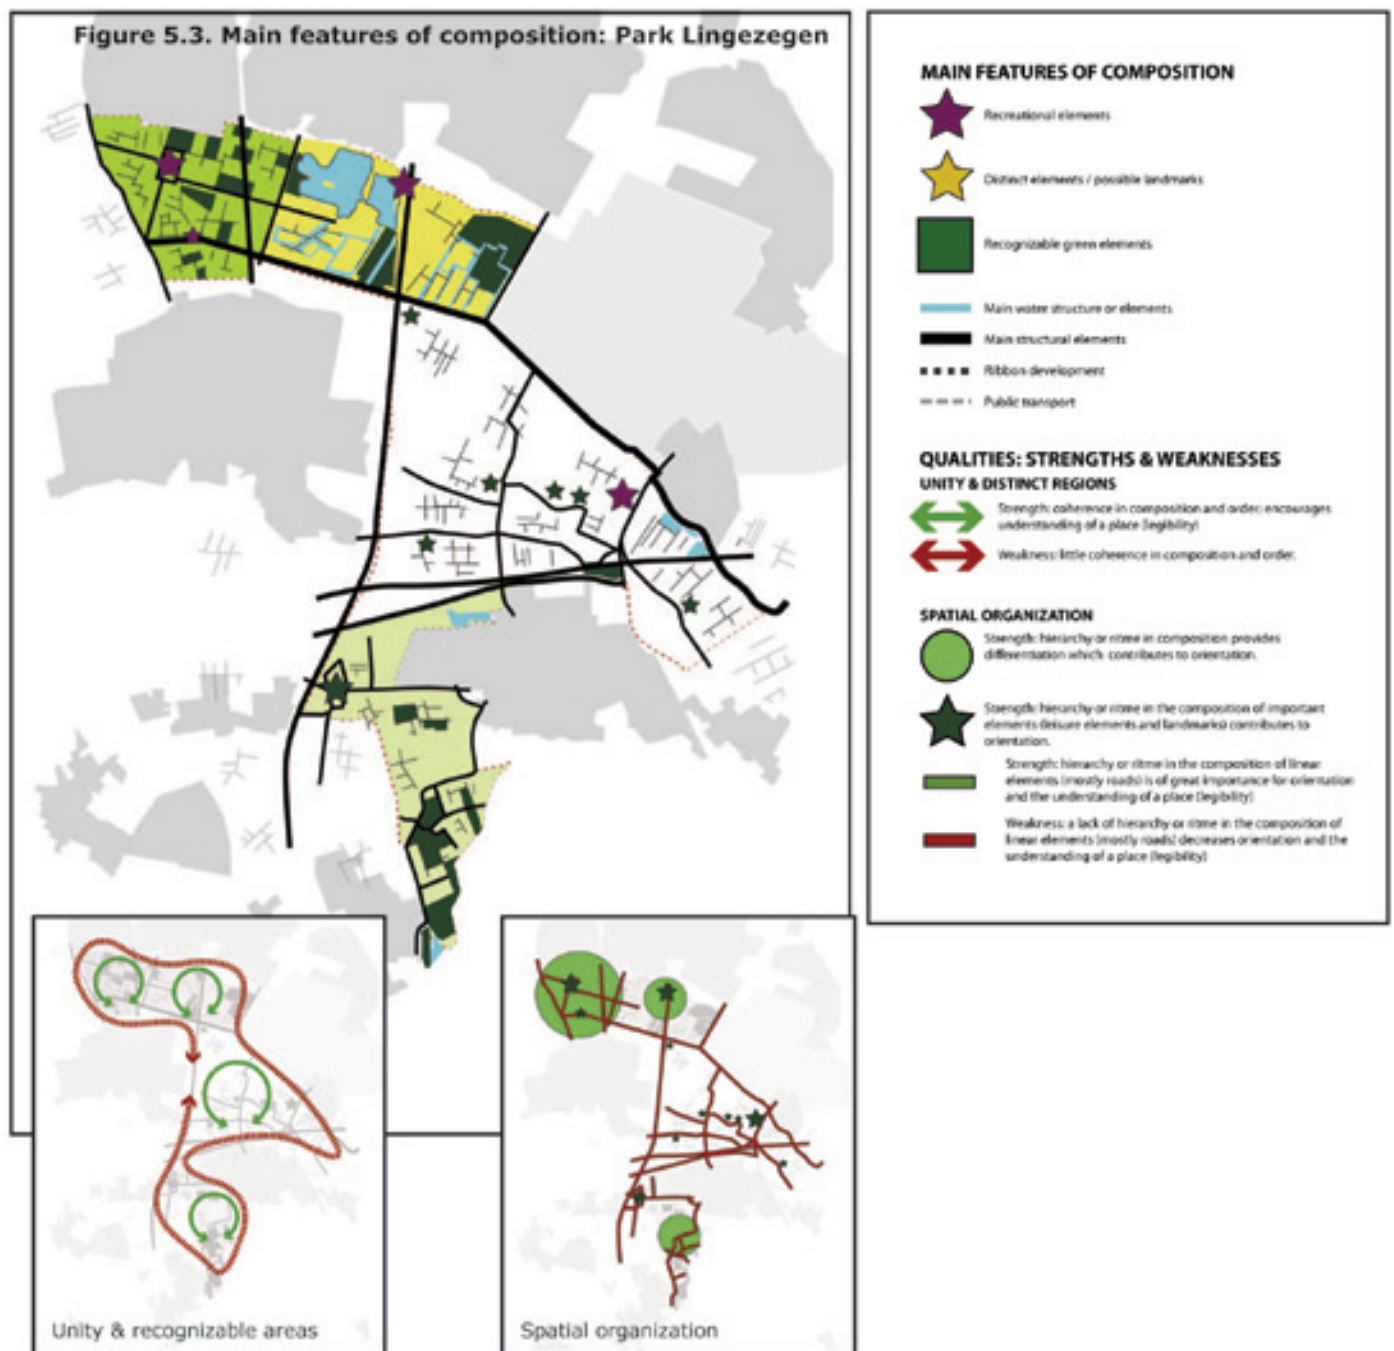 Figure 5.3. Main features of composition: Park Lingezegen
MAIN FEATURES OF COMPOSITION
Recreational elements
Distinct elements / possible landmarks
Recognizable green elements
Main water structure or elements
Main structural elements
Ribbon development
Public transport
QUALITIES: STRENGTHS & WEAKNESSES
UNITY & DISTINCT REGIONS
Strength: coherence in composition and order; encourages
understanding of a place (legibility)
Weakness: little coherence in composition and order.
SPATIAL ORGANIZATION
Strength: hierarchy or ritme in composition provides
differentiation which contributes to orientation.
Strength: hierarchy or ritme in the composition of important
elements (leisure elements and landmarks) contributes to
orientation.
Strength: hierarchy or ritme in the composition of linear
elements (mostly roads) is of great importance for orientation
and the understanding of a place (legibility)
Weakness: a lack of hierarchy or ritme in the composition of
linear elements (mostly roads) decreases orientation and the
understanding of a place (legibility)
Unity & recognizable areas
Spatial organization